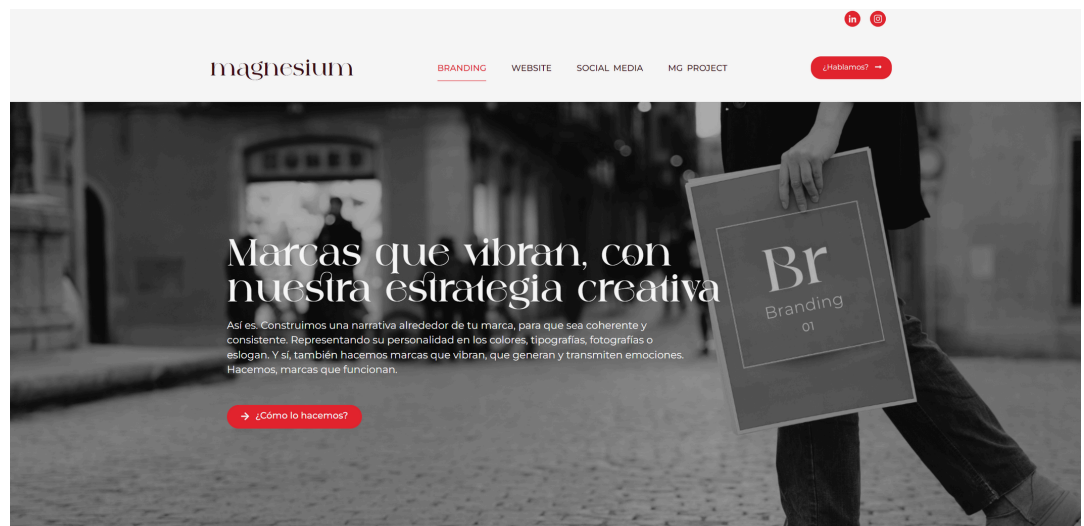 magnesium
BRANDING WEBSITE SOCIAL MEDIA MG PROJECT
¿Hablamos?
Marcas que vibran, con
nuestra estrategia creativa
Así es. Construimos una narrativa alrededor de tu marca, para que sea coherente y
consistente. Representando su personalidad en los colores, tipografías, fotografías o
eslogan. Y sí, también hacemos marcas que vibran, que generan y transmiten emociones.
Hacemos, marcas que funcionan.
¿Cómo lo hacemos?
Br
Branding
01